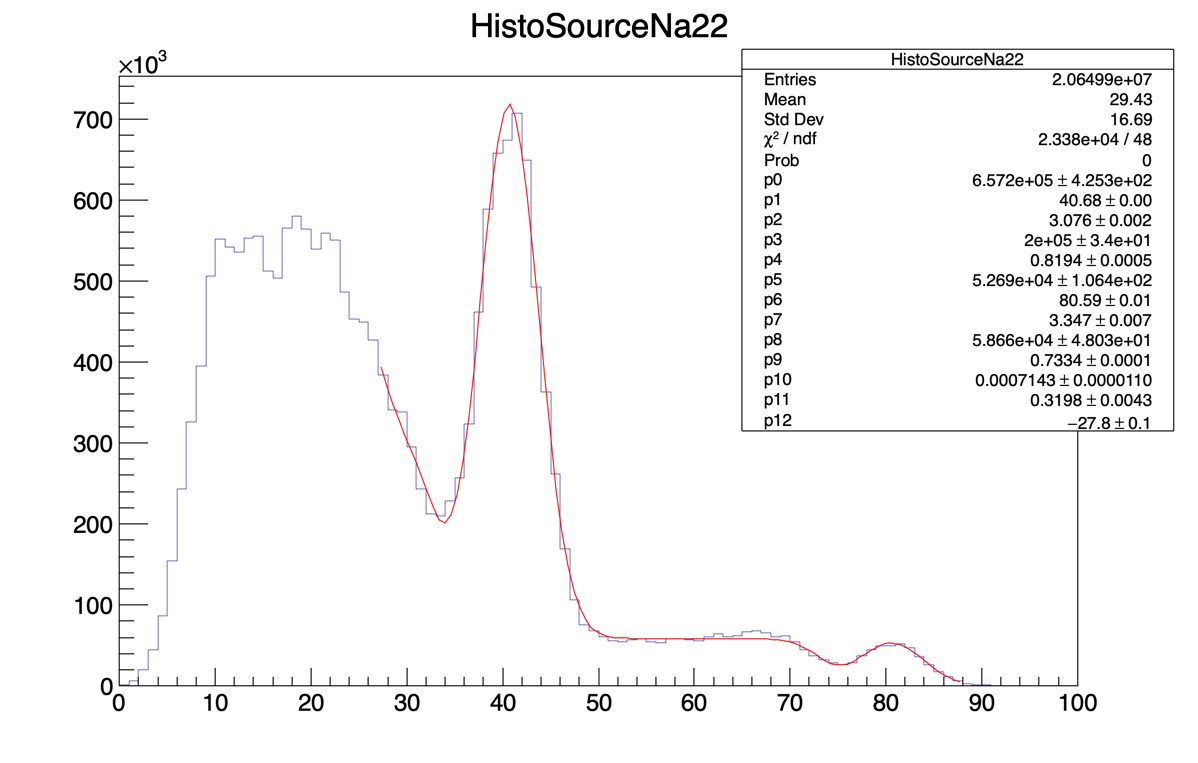 HistoSourceNa22
×10³
HistoSourceNa22
Entries 2.06499e+07
Mean 29.43
Std Dev 16.69
χ² / ndf 2.338e+04 / 48
Prob 0
p0 6.572e+05 ± 4.253e+02
p1 40.68 ± 0.00
p2 3.076 ± 0.002
p3 2e+05 ± 3.4e+01
p4 0.8194 ± 0.0005
p5 5.269e+04 ± 1.064e+02
p6 80.59 ± 0.01
p7 3.347 ± 0.007
p8 5.866e+04 ± 4.803e+01
p9 0.7334 ± 0.0001
p10 0.0007143 ± 0.0000110
p11 0.3198 ± 0.0043
p12 −27.8 ± 0.1
700
600
500
400
300
200
100
0
0 10 20 30 40 50 60 70 80 90 100